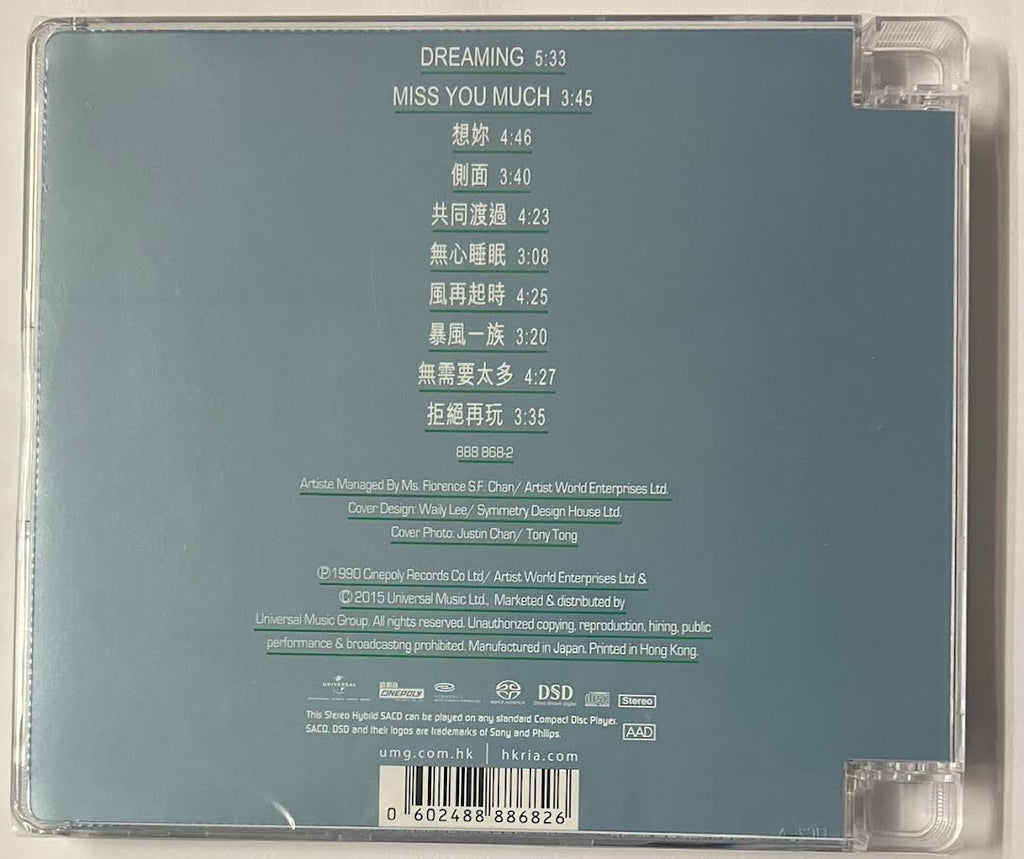 DREAMING 5:33
MISS YOU MUCH 3:45
想妳 4:46
側面 3:40
共同渡過 4:23
無心睡眠 3:08
風再起時 4:25
暴風一族 3:20
無需要太多 4:27
拒絕再玩 3:35
888 868-2
Artiste Managed By Ms. Florence S.F. Chan/ Artist World Enterprises Ltd.
Cover Design: Waily Lee/ Symmetry Design House Ltd.
Cover Photo: Justin Chan/ Tony Tong
Ⓟ1990 Cinepoly Records Co Ltd/ Artist World Enterprises Ltd &
© 2015 Universal Music Ltd., Marketed & distributed by
Universal Music Group. All rights reserved. Unauthorized copying, reproduction, hiring, public
performance & broadcasting prohibited. Manufactured in Japan. Printed in Hong Kong.
UNIVERSAL CINEPOLY SUPER AUDIO CD DSD Direct Stream Digital disc Stereo
This Stereo Hybrid SACD can be played on any standard Compact Disc Player.
SACD, DSD and their logos are trademarks of Sony and Philips.
AAD
umg.com.hk | hkria.com
0 602488 886826